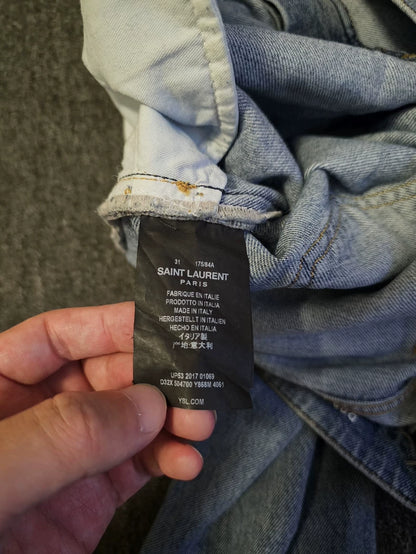 31 175/84A
SAINT LAURENT
PARIS
FABRIQUE EN ITALIE
PRODOTTO IN ITALIA
MADE IN ITALY
HERGESTELLT IN ITALIEN
HECHO EN ITALIA
イタリア製
产地:意大利
UP63 2017 01069
D32X 504700 Y868M 4061
YSL.COM